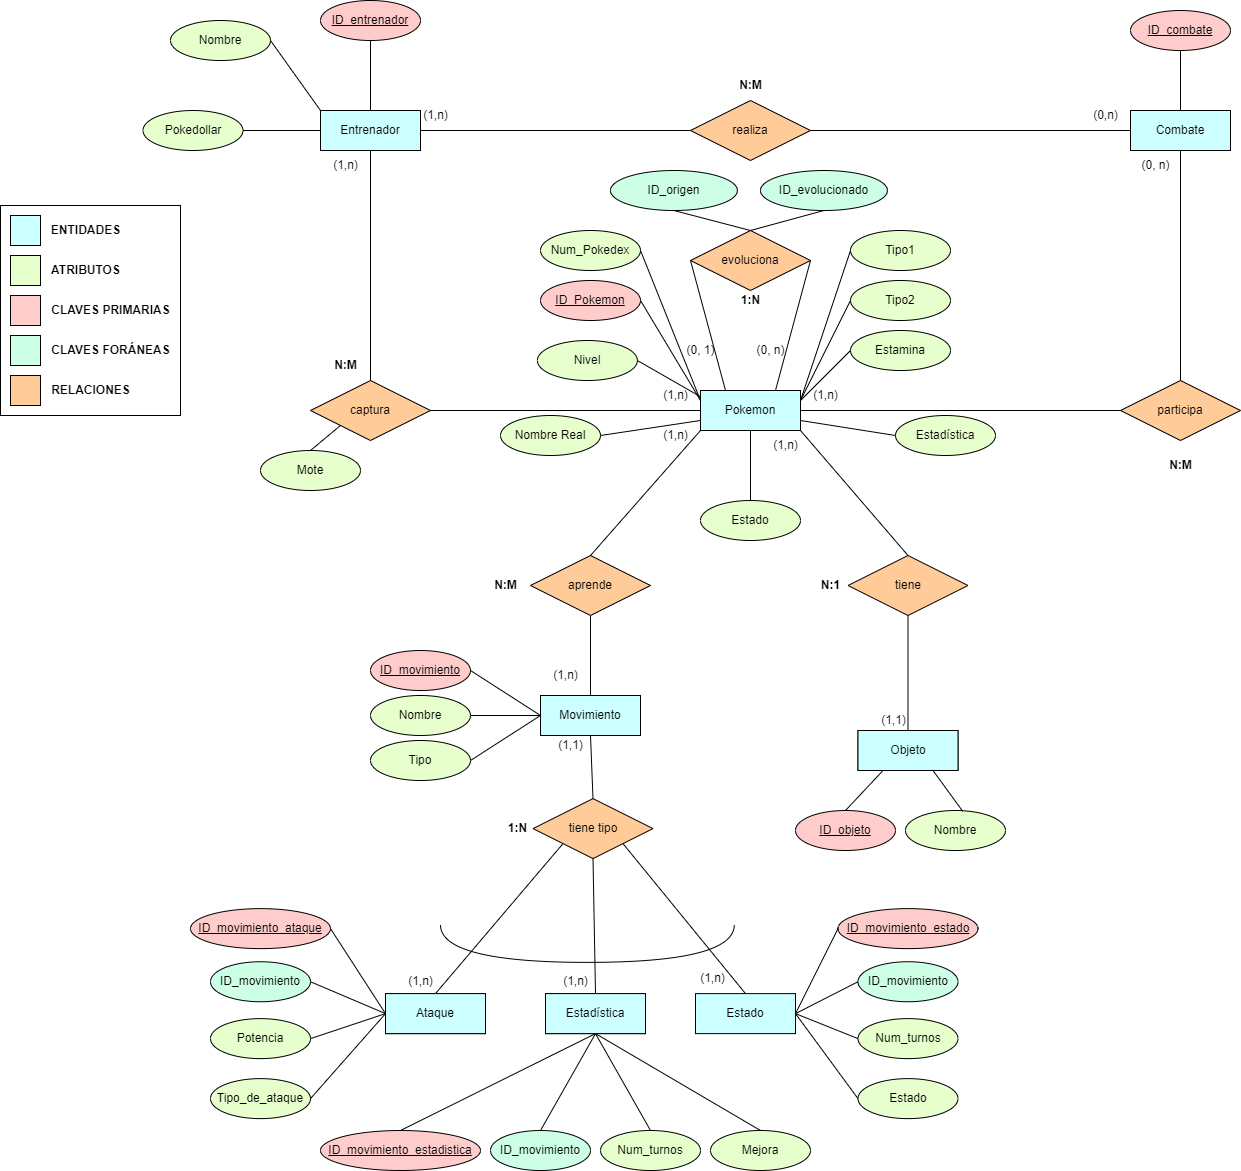 ID_entrenador
Nombre
ID_combate
N:M
(1,n)
(0,n)
Pokedollar
Entrenador
realiza
Combate
(1,n)
(0, n)
ID_origen
ID_evolucionado
ENTIDADES
ATRIBUTOS
CLAVES PRIMARIAS
CLAVES FORÁNEAS
RELACIONES
Num_Pokedex
evoluciona
Tipo1
ID_Pokemon
1:N
Tipo2
Nivel
(0, 1)
(0, n)
Estamina
N:M
(1,n)
(1,n)
captura
Pokemon
participa
Nombre Real
(1,n)
(1,n)
Estadística
Mote
N:M
Estado
N:M
aprende
N:1
tiene
ID_movimiento
(1,n)
Nombre
Movimiento
(1,1)
(1,1)
Objeto
Tipo
1:N
tiene tipo
ID_objeto
Nombre
ID_movimiento_ataque
ID_movimiento_estado
ID_movimiento
(1,n)
(1,n)
(1,n)
ID_movimiento
Ataque
Estadística
Estado
Potencia
Num_turnos
Tipo_de_ataque
Estado
ID_movimiento_estadistica
ID_movimiento
Num_turnos
Mejora